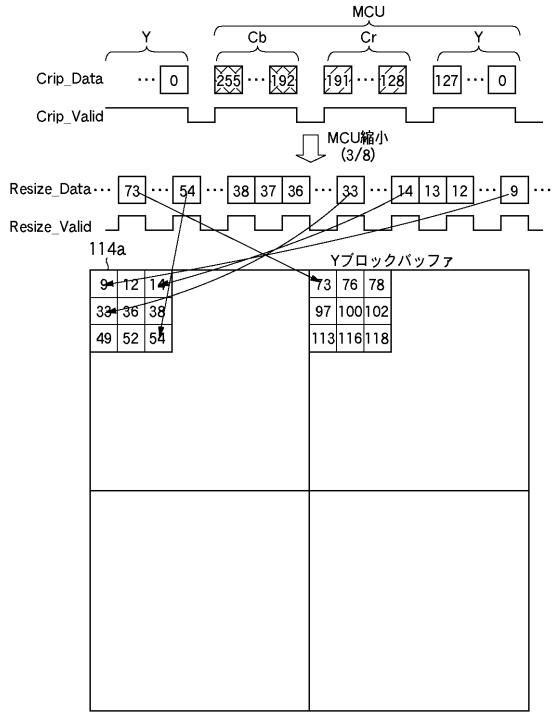 MCU
Y Cb Cr Y
Crip_Data ··· 0 255 ··· 192 191 ··· 128 127 ··· 0
Crip_Valid
MCU縮小
(3/8)
Resize_Data ··· 73 ··· 54 ··· 38 37 36 ··· 33 ··· 14 13 12 ··· 9 ···
Resize_Valid
114a
Yブロックバッファ
9 12 14 73 76 78
33 36 38 97 100 102
49 52 54 113 116 118